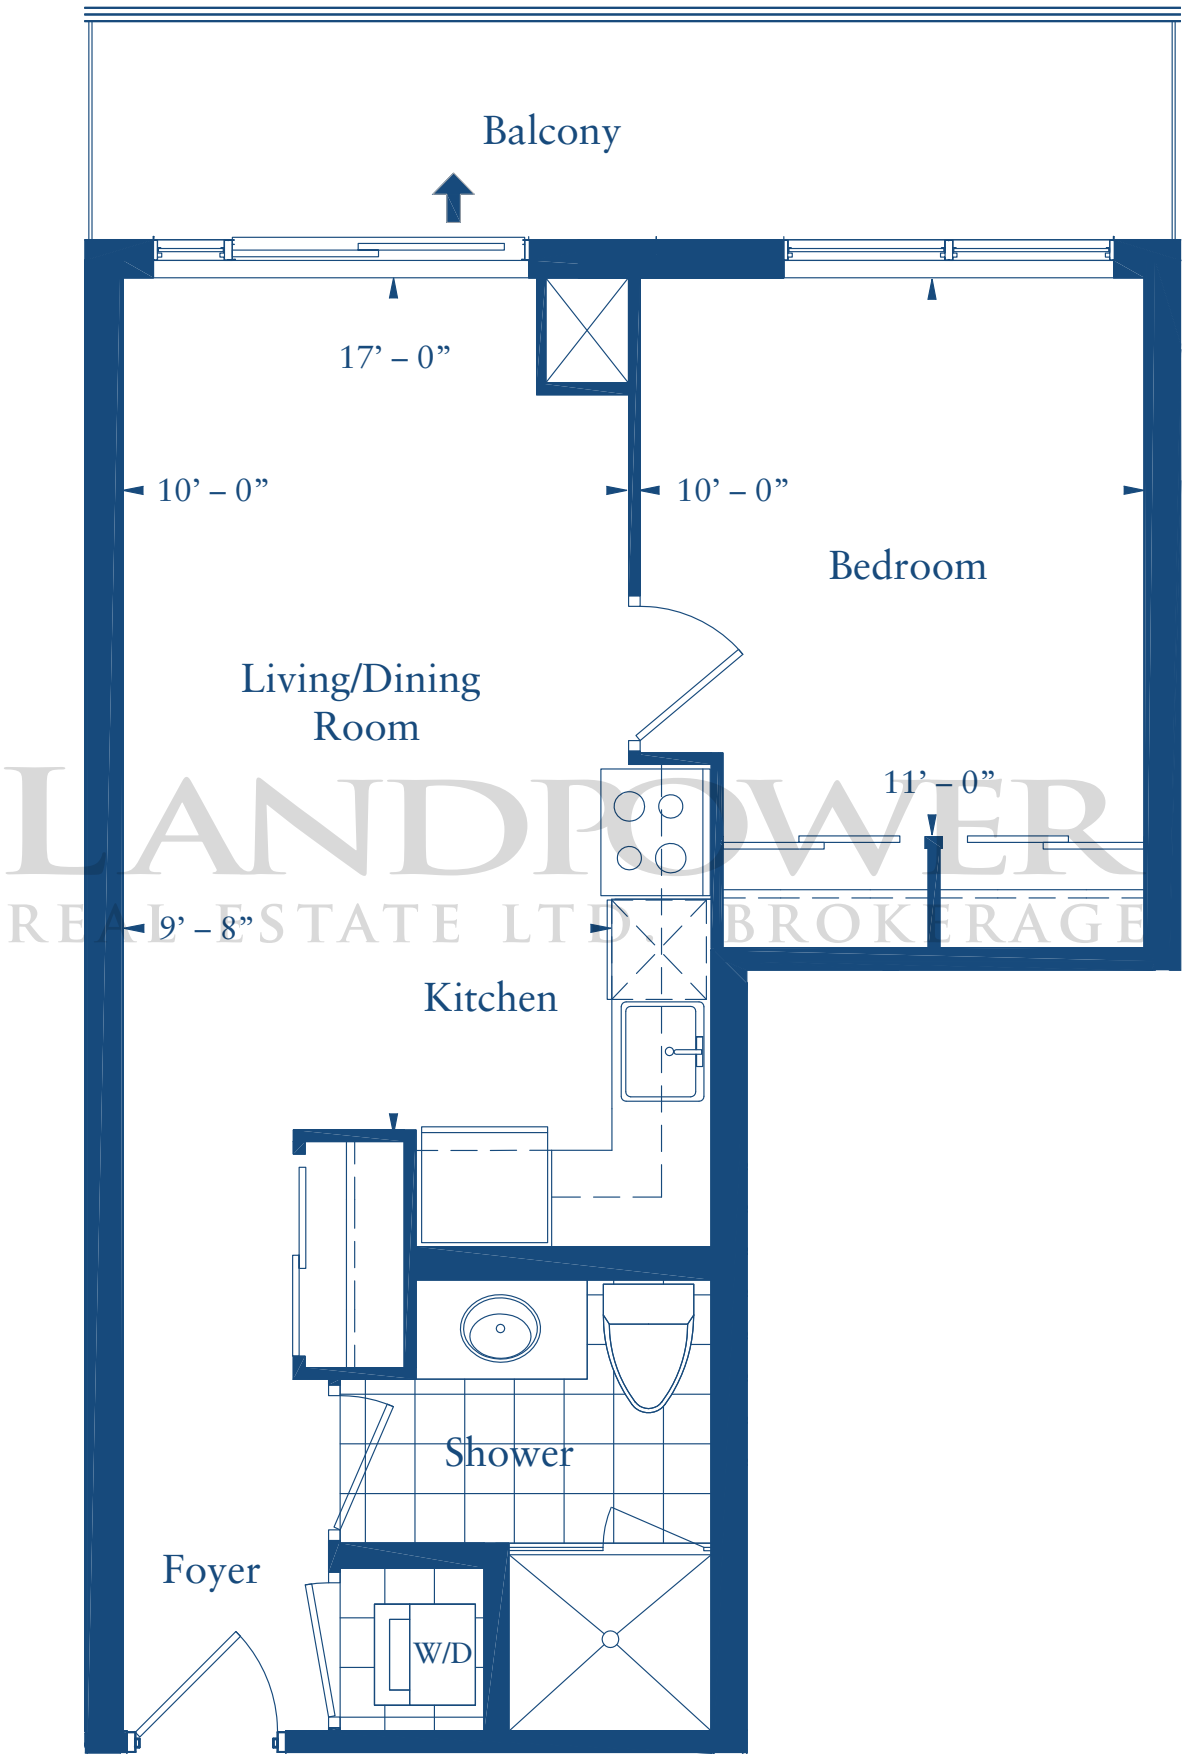 Balcony
17’ – 0”
10’ – 0”
10’ – 0”
Bedroom
Living/Dining
Room
11’ – 0”
LANDPOWER
REAL ESTATE LTD. BROKERAGE
9’ – 8”
Kitchen
Shower
Foyer
W/D